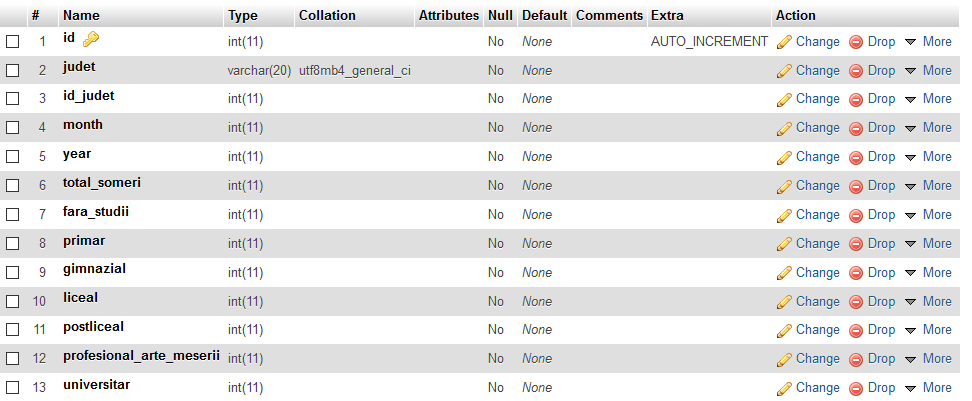 # Name Type Collation Attributes Null Default Comments Extra Action
1 id int(11) No None AUTO_INCREMENT Change Drop More
2 judet varchar(20) utf8mb4_general_ci No None Change Drop More
3 id_judet int(11) No None Change Drop More
4 month int(11) No None Change Drop More
5 year int(11) No None Change Drop More
6 total_someri int(11) No None Change Drop More
7 fara_studii int(11) No None Change Drop More
8 primar int(11) No None Change Drop More
9 gimnazial int(11) No None Change Drop More
10 liceal int(11) No None Change Drop More
11 postliceal int(11) No None Change Drop More
12 profesional_arte_meserii int(11) No None Change Drop More
13 universitar int(11) No None Change Drop More